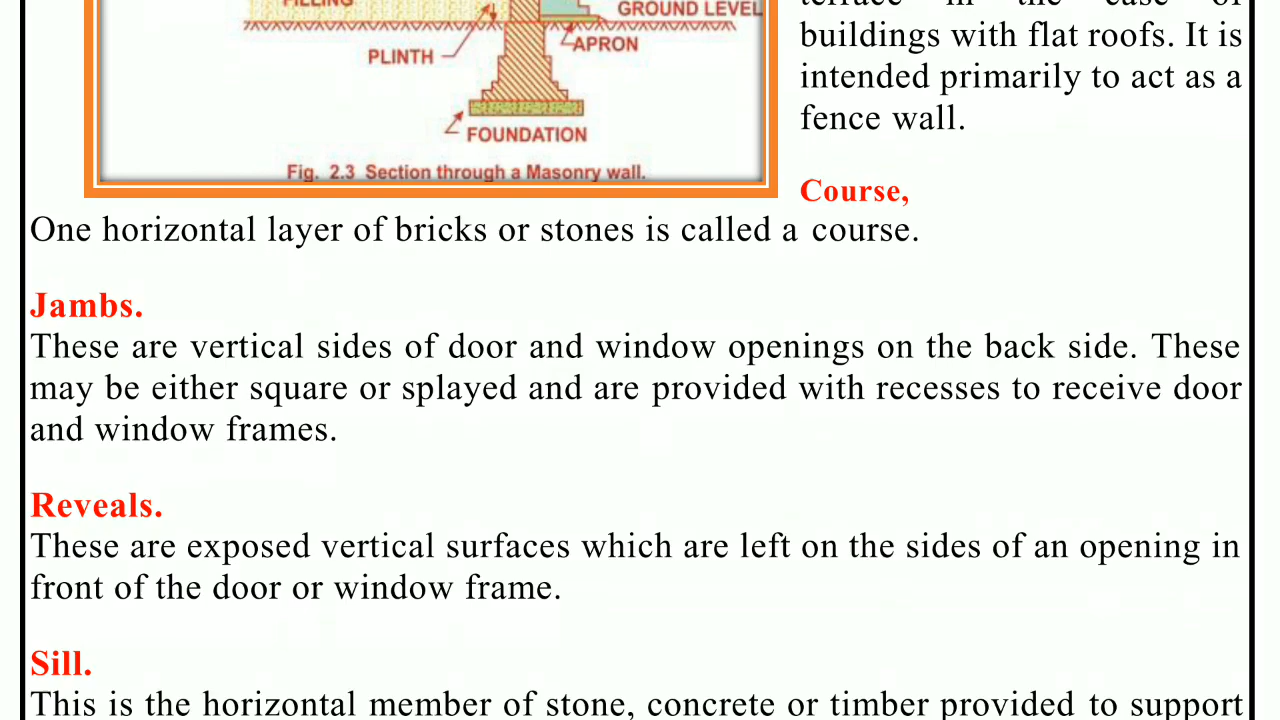 FILLING
GROUND LEVEL
PLINTH
APRON
FOUNDATION
Fig. 2.3 Section through a Masonry wall.
terrace in the case of
buildings with flat roofs. It is
intended primarily to act as a
fence wall.
Course,
One horizontal layer of bricks or stones is called a course.
Jambs.
These are vertical sides of door and window openings on the back side. These
may be either square or splayed and are provided with recesses to receive door
and window frames.
Reveals.
These are exposed vertical surfaces which are left on the sides of an opening in
front of the door or window frame.
Sill.
This is the horizontal member of stone, concrete or timber provided to support